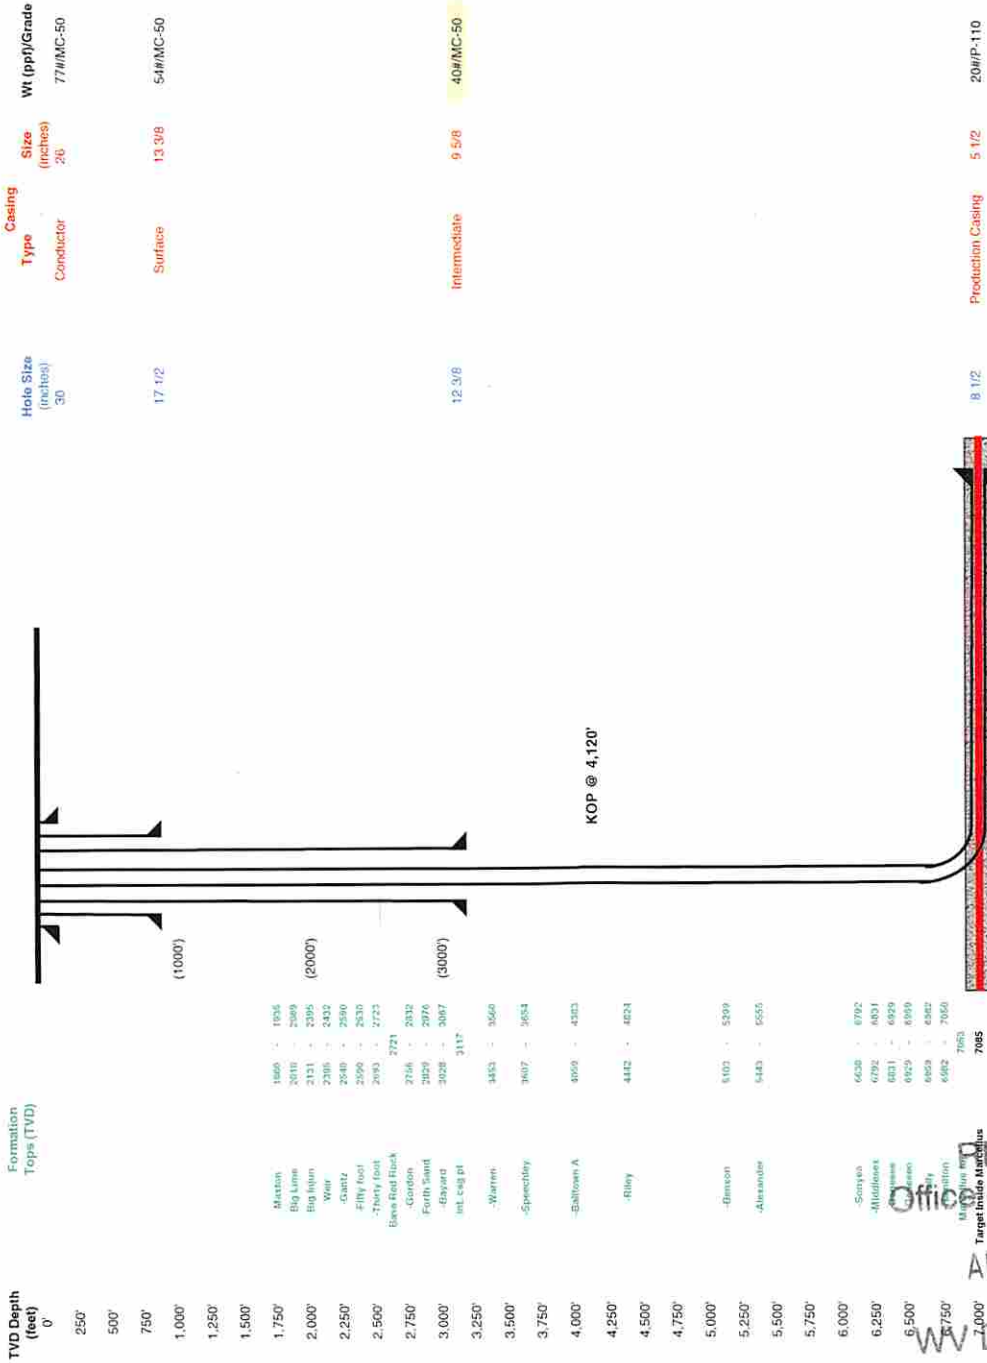 TVD Depth
(feet)
Formation
Tops (TVD)
Hole Size
(inches)
Casing
Type
Size
(inches)
Wt (ppf)/Grade
0'
30
Conductor
26
77#/MC-50
250'
500'
750'
17 1/2
Surface
13 3/8
54#/MC-50
1,000'
(1000')
1,250'
1,500'
1,750'
Maxton
1935
Big Lime
2010 - 2089
2,000'
(2000')
Big Injun
2131 - 2395
Weir
2395 - 2432
2,250'
-Gantz
2540 - 2590
-Fifty foot
2590 - 2630
2,500'
-Thirty foot
2693 - 2723
Red Rock
2721
2,750'
-Gordon
2756 - 2832
-Forth Sand
2829 - 2976
3,000'
(3000')
-Bayard
3028 - 3087
Int. csg pt
3117
12 3/8
Intermediate
9 5/8
40#/MC-50
3,250'
-Warren
3453 - 3560
3,500'
-Speechley
3607 - 3654
3,750'
4,000'
-Balltown A
4059 - 4383
KOP @ 4,120'
4,250'
4,500'
-Riley
4442 - 4824
4,750'
5,000'
-Benson
5103 - 5299
5,250'
-Alexander
5443 - 5555
5,500'
5,750'
6,000'
-Sonyea
6638 - 6792
6,250'
-Middlesex
6792 - 6831
6831 - 6929
6,500'
6929 - 6959
6959 - 6982
6,750'
6982 - 7050
7053
Office
7,000'
Target Inside Marcellus
7085
8 1/2
Production Casing
5 1/2
20#/P-110
WV